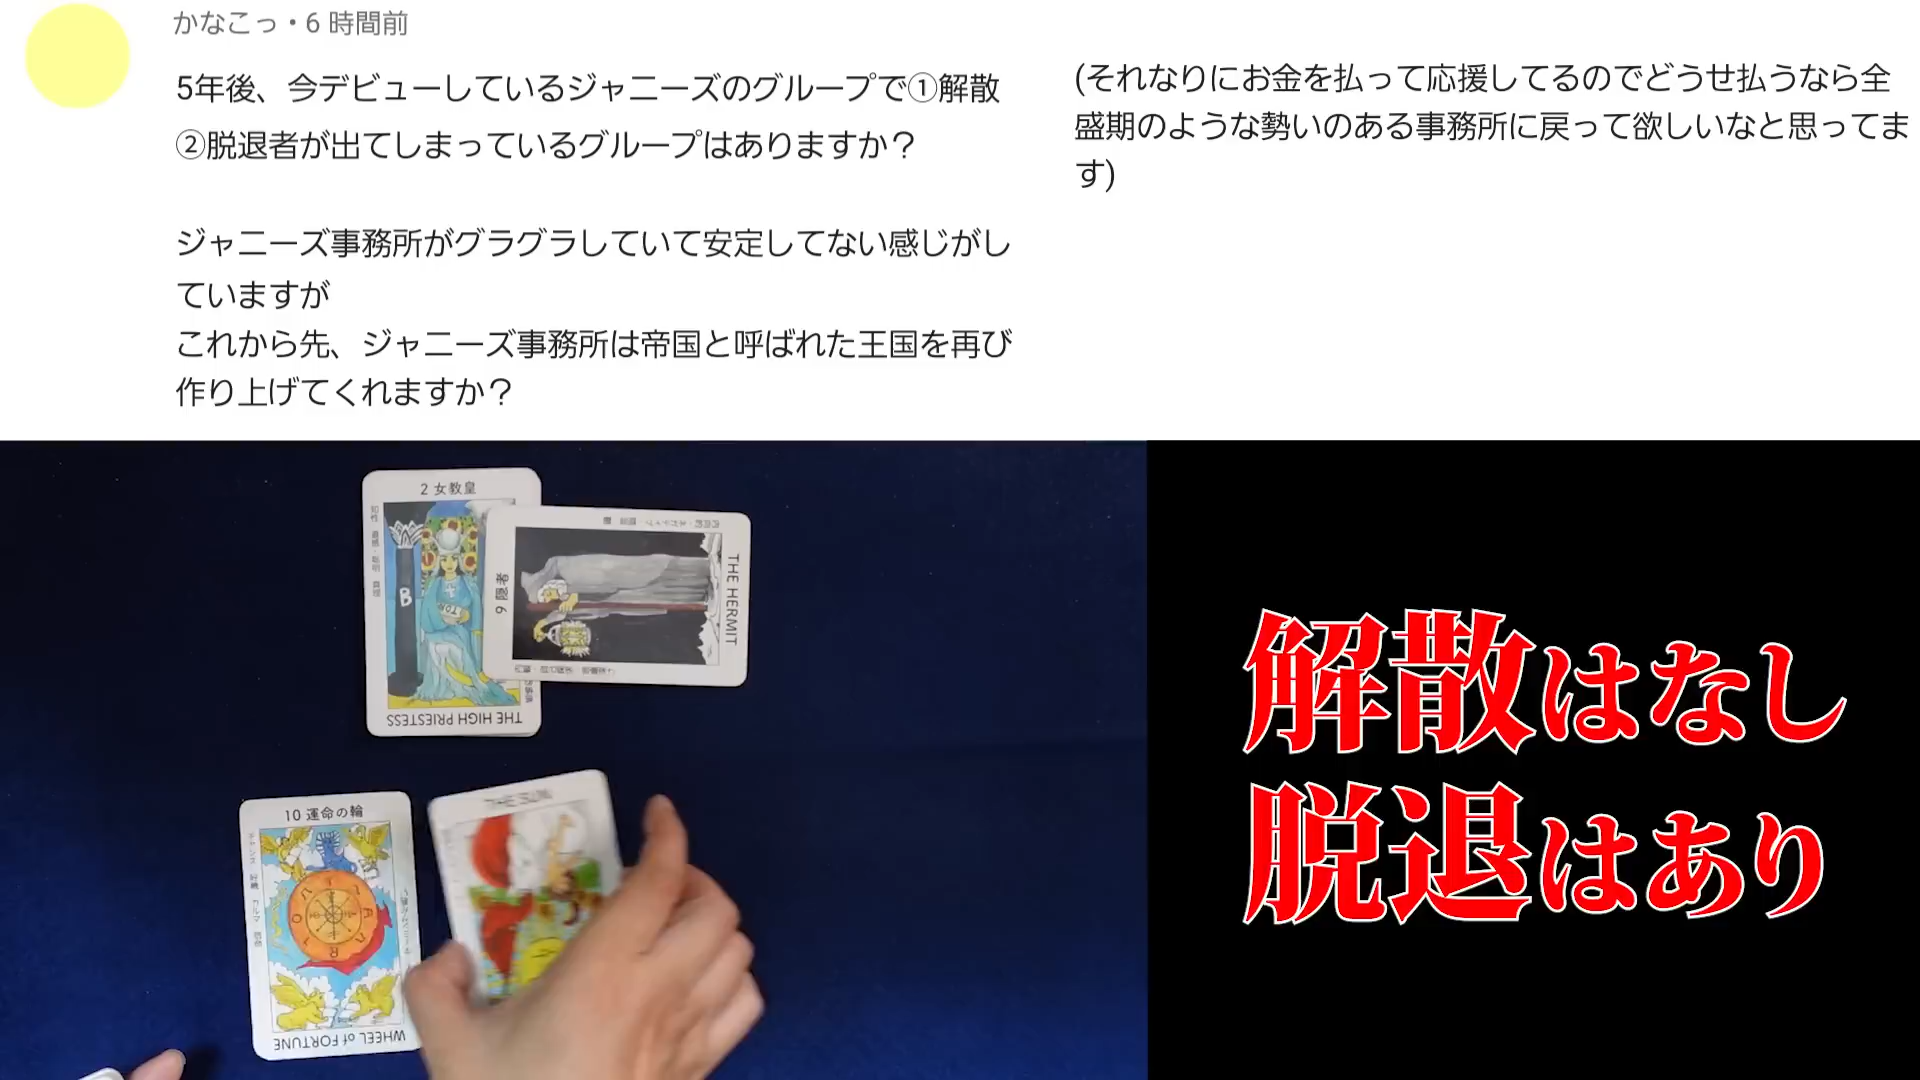 かなこっ・6 時間前
5年後、今デビューしているジャニーズのグループで①解散
②脱退者が出てしまっているグループはありますか？
ジャニーズ事務所がグラグラしていて安定してない感じがし
ていますが
これから先、ジャニーズ事務所は帝国と呼ばれた王国を再び
作り上げてくれますか？
(それなりにお金を払って応援してるのでどうせ払うなら全
盛期のような勢いのある事務所に戻って欲しいなと思ってま
す)
2 女教皇
B
THE HIGH PRIESTESS
9 隠者
THE HERMIT
10 運命の輪
WHEEL of FORTUNE
THE SUN
解散はなし
脱退はあり